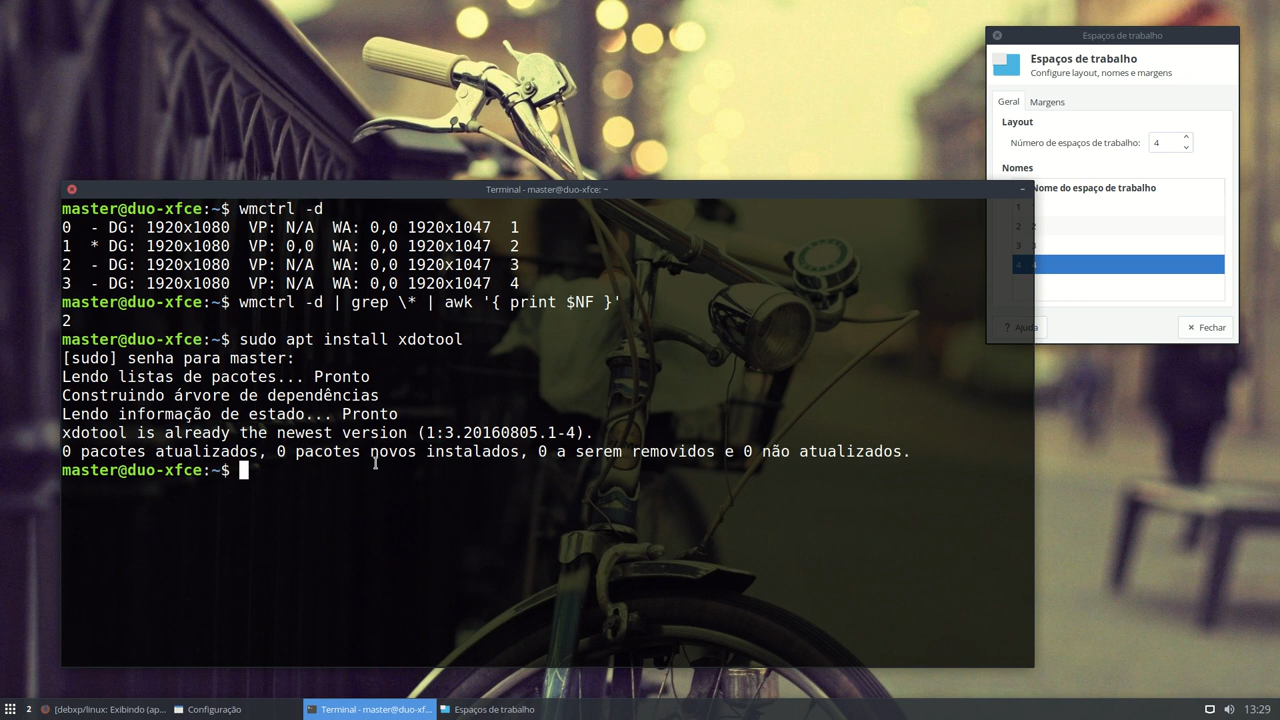 Espaços de trabalho
Espaços de trabalho
Configure layout, nomes e margens
Geral
Margens
Layout
Número de espaços de trabalho:
4
Nomes
Nome do espaço de trabalho
1
2 2
3 3
4 4
? Ajuda
× Fechar
Terminal - master@duo-xfce: ~
master@duo-xfce:~$ wmctrl -d
0  - DG: 1920x1080  VP: N/A  WA: 0,0 1920x1047  1
1  * DG: 1920x1080  VP: 0,0  WA: 0,0 1920x1047  2
2  - DG: 1920x1080  VP: N/A  WA: 0,0 1920x1047  3
3  - DG: 1920x1080  VP: N/A  WA: 0,0 1920x1047  4
master@duo-xfce:~$ wmctrl -d | grep \* | awk '{ print $NF }'
2
master@duo-xfce:~$ sudo apt install xdotool
[sudo] senha para master:
Lendo listas de pacotes... Pronto
Construindo árvore de dependências
Lendo informação de estado... Pronto
xdotool is already the newest version (1:3.20160805.1-4).
0 pacotes atualizados, 0 pacotes novos instalados, 0 a serem removidos e 0 não atualizados.
master@duo-xfce:~$
2
[debxp/linux: Exibindo (ap...
Configuração
Terminal - master@duo-xf...
Espaços de trabalho
13:29